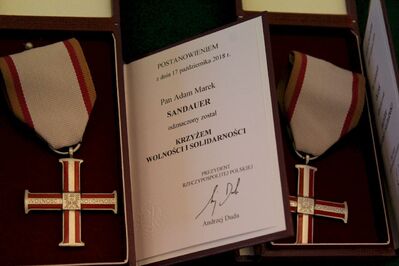 POSTANOWIENIEM
z dnia 17 października 2018 r.
Pan Adam Marek
SANDAUER
odznaczony został
KRZYŻEM
WOLNOŚCI I SOLIDARNOŚCI
PREZYDENT
RZECZYPOSPOLITEJ POLSKIEJ
Andrzej Duda